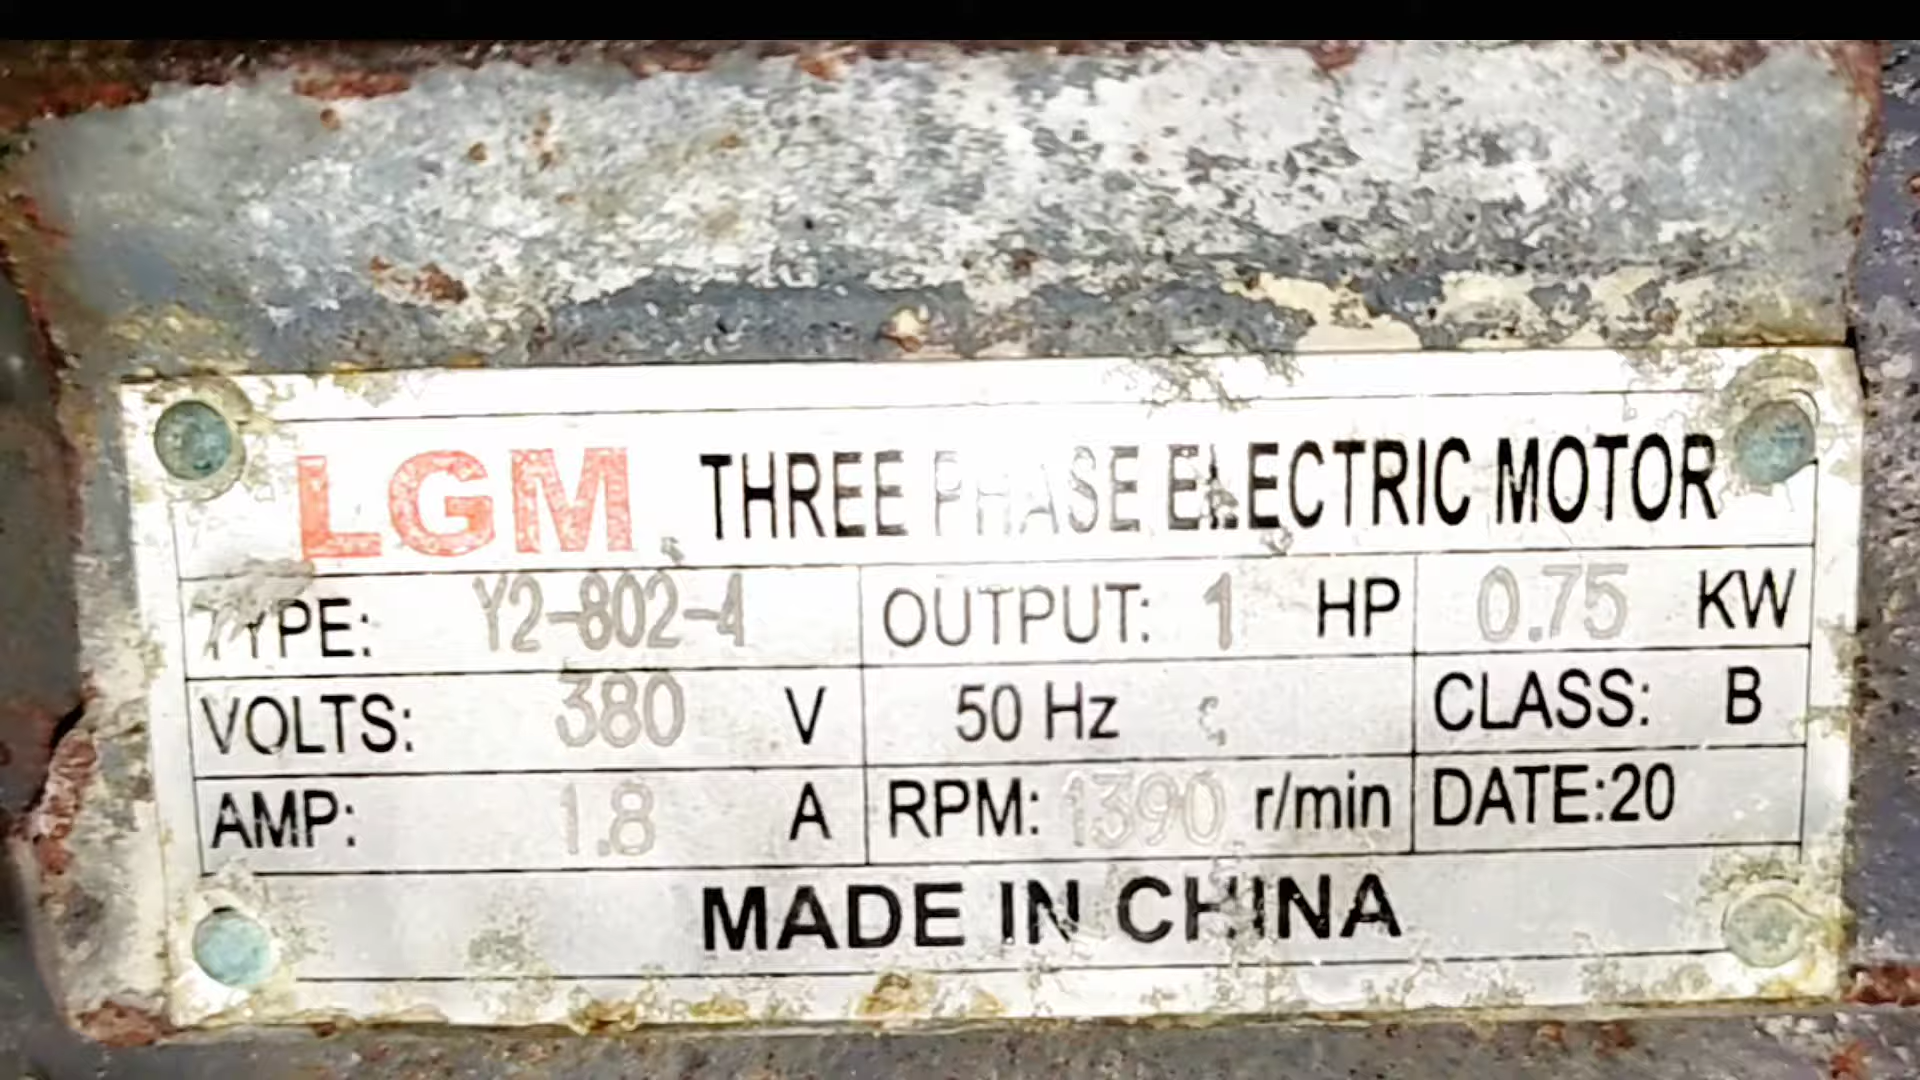 LGM THREE PHASE ELECTRIC MOTOR
TYPE: Y2-802-4 OUTPUT: 1 HP 0.75 KW
VOLTS: 380 V 50 Hz CLASS: B
AMP: 1.8 A RPM: 1390 r/min DATE:20
MADE IN CHINA